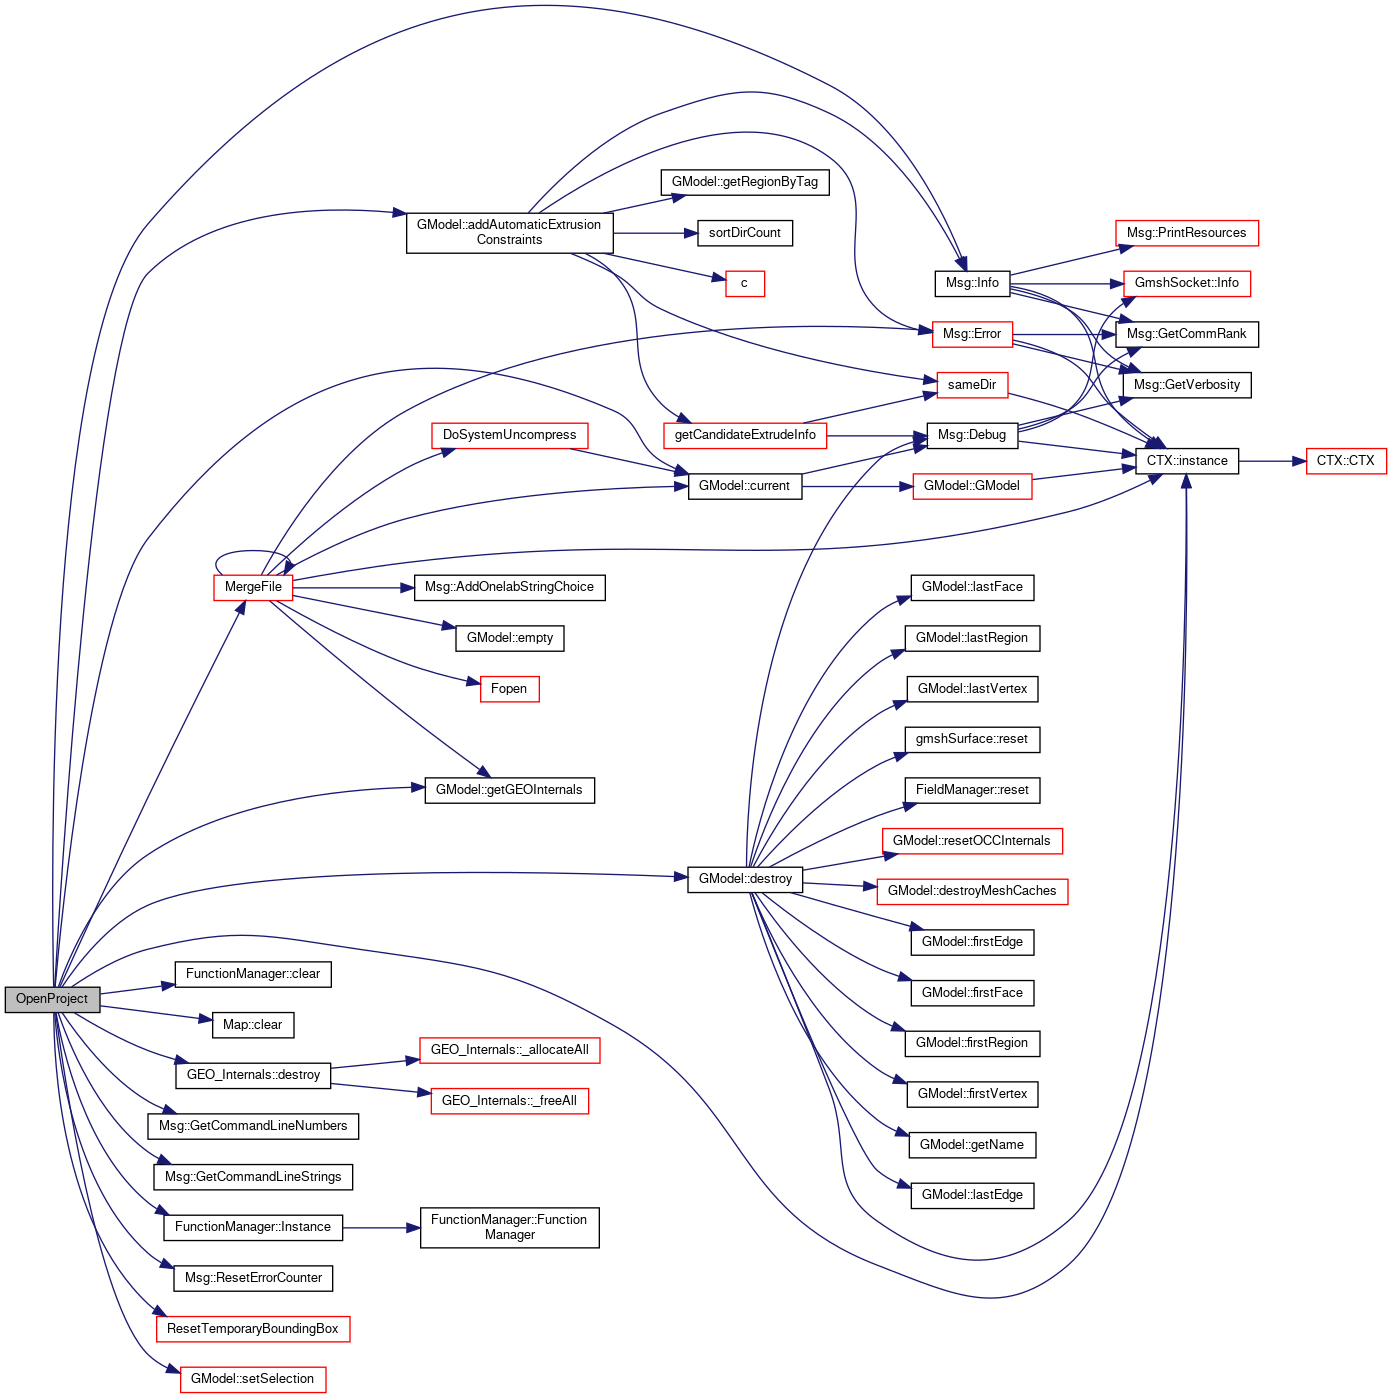 GModel::getRegionByTag
GModel::addAutomaticExtrusion
Constraints
sortDirCount
Msg::PrintResources
c
Msg::Info
GmshSocket::Info
Msg::Error
Msg::GetCommRank
sameDir
Msg::GetVerbosity
DoSystemUncompress
getCandidateExtrudeInfo
Msg::Debug
CTX::instance
CTX::CTX
GModel::current
GModel::GModel
MergeFile
Msg::AddOnelabStringChoice
GModel::lastFace
GModel::empty
GModel::lastRegion
Fopen
GModel::lastVertex
gmshSurface::reset
GModel::getGEOInternals
FieldManager::reset
GModel::resetOCCInternals
GModel::destroy
GModel::destroyMeshCaches
GModel::firstEdge
FunctionManager::clear
OpenProject
GModel::firstFace
Map::clear
GModel::firstRegion
GEO_Internals::_allocateAll
GEO_Internals::destroy
GModel::firstVertex
GEO_Internals::_freeAll
Msg::GetCommandLineNumbers
GModel::getName
Msg::GetCommandLineStrings
GModel::lastEdge
FunctionManager::Instance
FunctionManager::Function
Manager
Msg::ResetErrorCounter
ResetTemporaryBoundingBox
GModel::setSelection